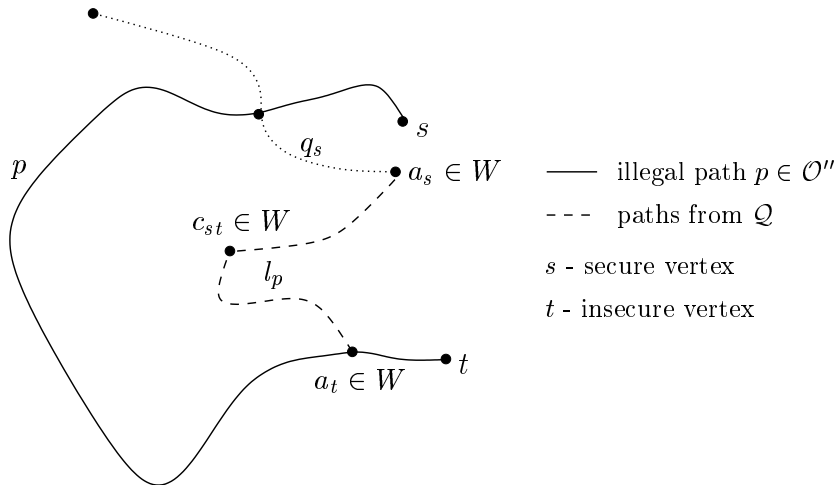 s
q_s
p
a_s ∈ W
illegal path p ∈ O''
c_st ∈ W
paths from Q
l_p
s - secure vertex
t - insecure vertex
t
a_t ∈ W